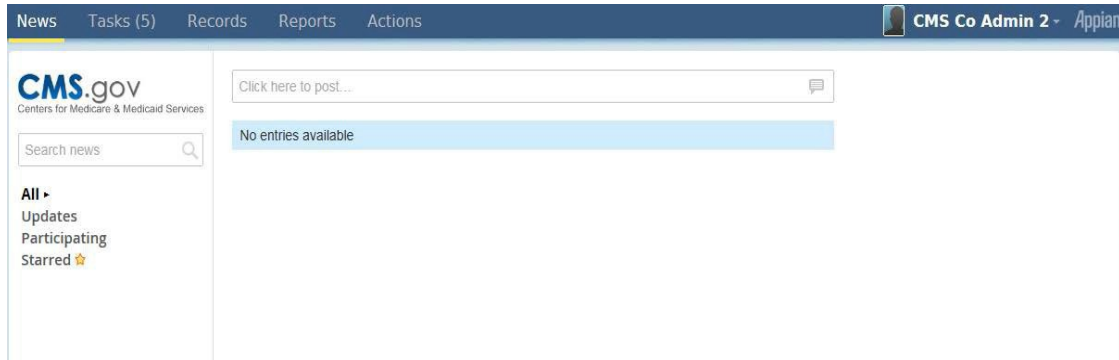 News Tasks (5) Records Reports Actions CMS Co Admin 2 Appian
CMS.gov
Centers for Medicare & Medicaid Services
Click here to post...
Search news
No entries available
All
Updates
Participating
Starred